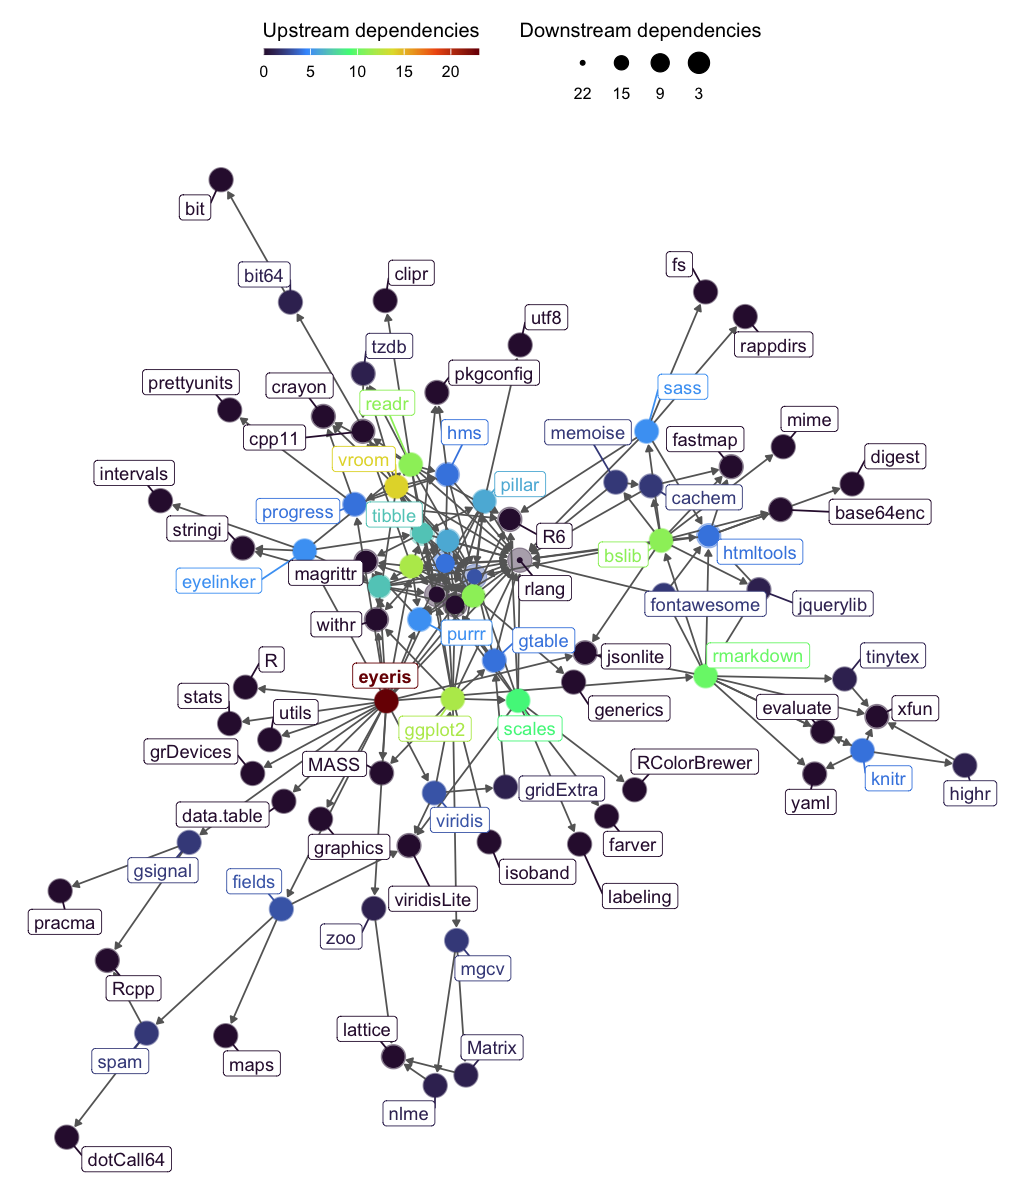 Upstream dependencies
0 5 10 15 20
Downstream dependencies
22 15 9 3
bit
bit64
clipr
fs
utf8
rappdirs
tzdb
pkgconfig
prettyunits
crayon
sass
readr
mime
cpp11
hms
memoise
fastmap
digest
vroom
intervals
pillar
cachem
progress
tibble
base64enc
stringi
R6
bslib
htmltools
eyelinker
magrittr
rlang
fontawesome
jquerylib
withr
purrr
gtable
jsonlite
rmarkdown
tinytex
R
eyeris
stats
utils
generics
evaluate
xfun
ggplot2
scales
grDevices
MASS
RColorBrewer
knitr
gridExtra
yaml
highr
data.table
viridis
graphics
farver
gsignal
isoband
fields
labeling
viridisLite
pracma
zoo
mgcv
Rcpp
lattice
Matrix
spam
maps
nlme
dotCall64